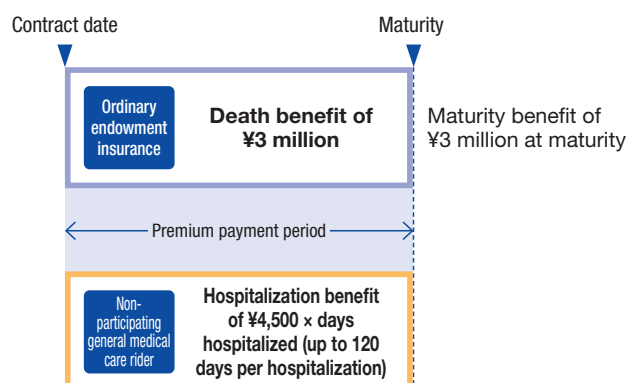 Contract date
Maturity
Ordinary
endowment
insurance
Death benefit of
¥3 million
Maturity benefit of
¥3 million at maturity
Premium payment period
Non-
participating
general medical
care rider
Hospitalization benefit
of ¥4,500 × days
hospitalized (up to 120
days per hospitalization)